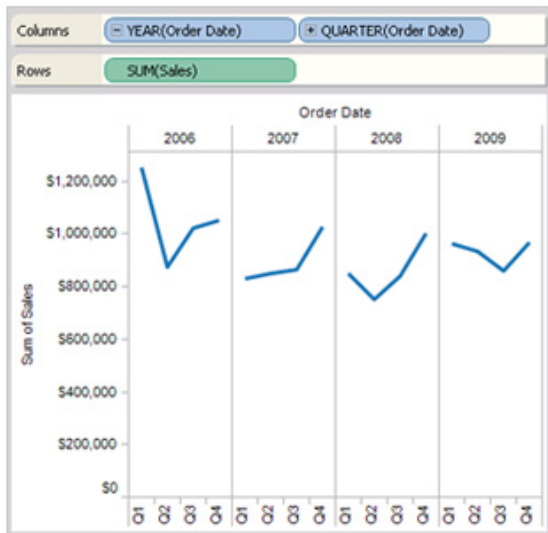 Columns YEAR(Order Date) QUARTER(Order Date)
Rows SUM(Sales)
Order Date
2006 2007 2008 2009
$1,200,000
$1,000,000
$800,000
$600,000
$400,000
$200,000
$0
Sum of Sales
Q1 Q2 Q3 Q4 Q1 Q2 Q3 Q4 Q1 Q2 Q3 Q4 Q1 Q2 Q3 Q4